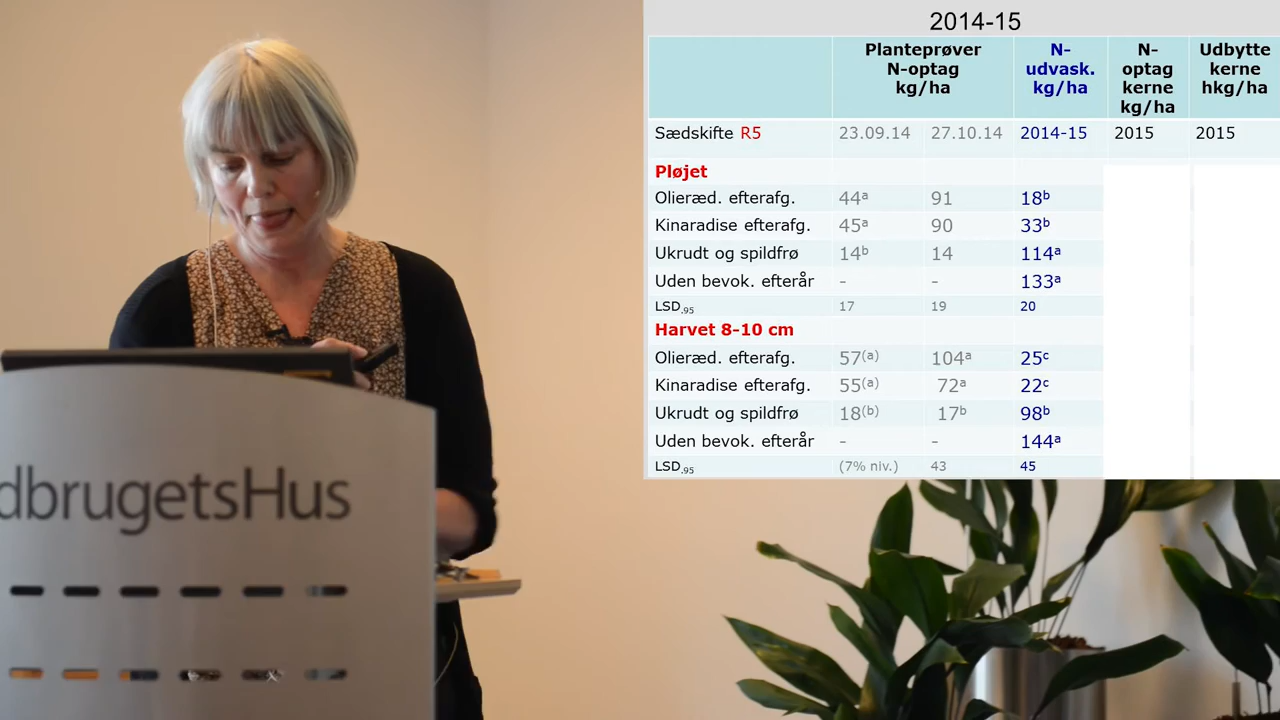 2014-15
Planteprøver N-optag kg/ha N-udvask. kg/ha N-optag kerne kg/ha Udbytte kerne hkg/ha
Sædskifte R5 23.09.14 27.10.14 2014-15 2015 2015
Pløjet
Olieræd. efterafg. 44ᵃ 91 18ᵇ
Kinaradise efterafg. 45ᵃ 90 33ᵇ
Ukrudt og spildfrø 14ᵇ 14 114ᵃ
Uden bevok. efterår - - 133ᵃ
LSD.95 17 19 20
Harvet 8-10 cm
Olieræd. efterafg. 57⁽ᵃ⁾ 104ᵃ 25ᶜ
Kinaradise efterafg. 55⁽ᵃ⁾ 72ᵃ 22ᶜ
Ukrudt og spildfrø 18⁽ᵇ⁾ 17ᵇ 98ᵇ
Uden bevok. efterår - - 144ᵃ
LSD.95 (7% niv.) 43 45
dbrugetsHus